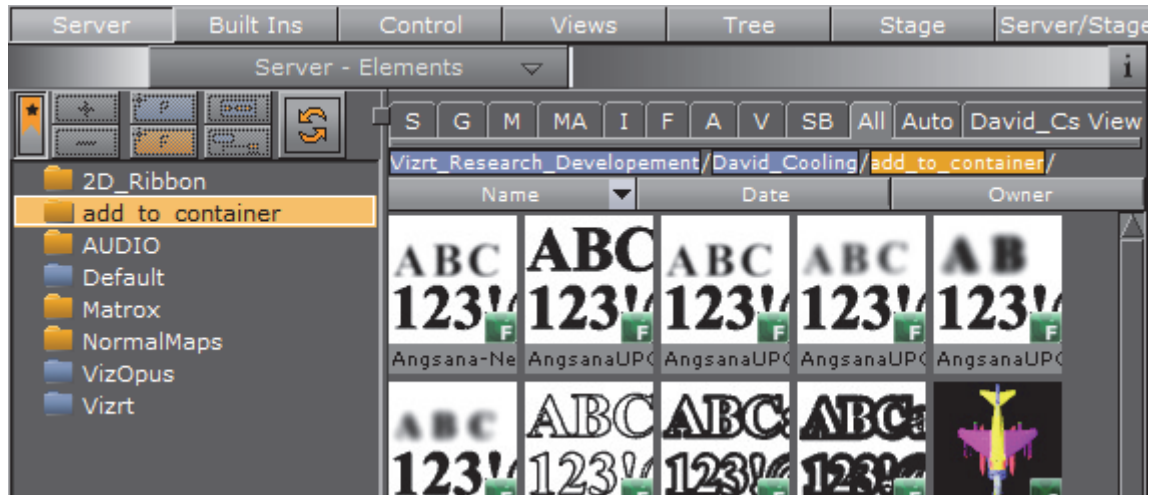 Server Built Ins Control Views Tree Stage Server/Stage
Server - Elements i
S G M MA I F A V SB All Auto David_Cs View
Vizrt_Research_Developement/David_Cooling/add_to_container/
Name Date Owner
2D_Ribbon
add_to_container
AUDIO
Default
Matrox
NormalMaps
VizOpus
Vizrt
ABC ABC ABC ABC AB
123! 123! 123! 123! 123!
F F F F F
Angsana-Ne AngsanaUPC AngsanaUPC AngsanaUPC AngsanaUPC
ABC ABC ABC ABC
123! 123! 123! 123!
F F F F